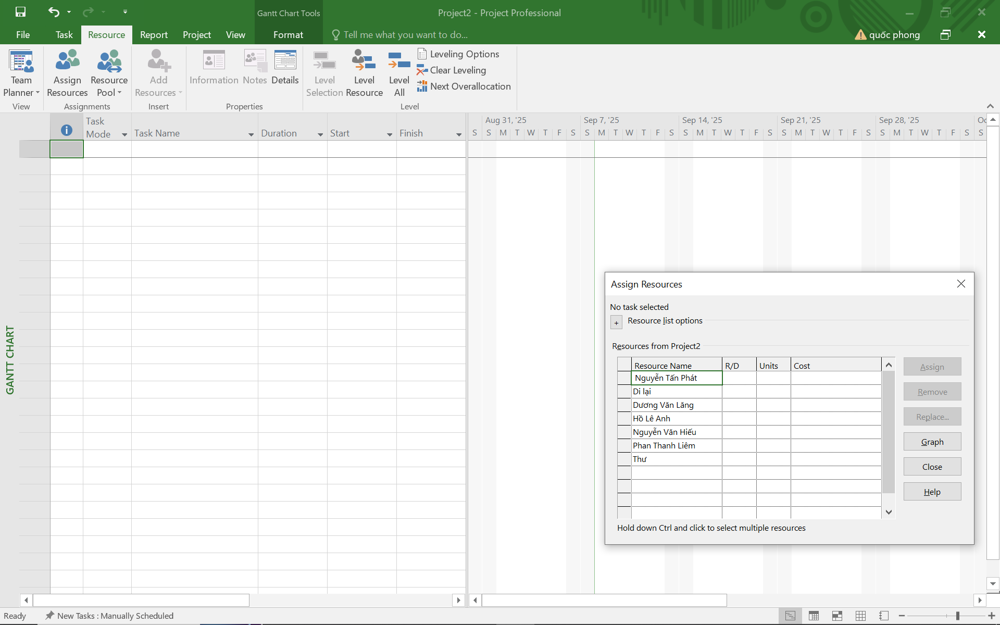 Gantt Chart Tools
Project2 - Project Professional
File
Task
Resource
Report
Project
View
Format
Tell me what you want to do...
quốc phong
Team Planner
Assign Resources
Resource Pool
Add Resources
Information
Notes
Details
Level Selection
Level Resource
Level All
Leveling Options
Clear Leveling
Next Overallocation
View
Assignments
Insert
Properties
Level
Task Mode
Task Name
Duration
Start
Finish
Aug 31, '25
Sep 7, '25
Sep 14, '25
Sep 21, '25
Sep 28, '25
Oc
S S M T W T F S S M T W T F S S M T W T F S S M T W T F S S M T W T F S S
GANTT CHART
Assign Resources
No task selected
+ Resource list options
Resources from Project2
Resource Name R/D Units Cost
Nguyễn Tấn Phát
Di lại
Dương Văn Lăng
Hồ Lê Anh
Nguyễn Văn Hiếu
Phan Thanh Liêm
Thư
Assign
Remove
Replace...
Graph
Close
Help
Hold down Ctrl and click to select multiple resources
Ready
New Tasks : Manually Scheduled